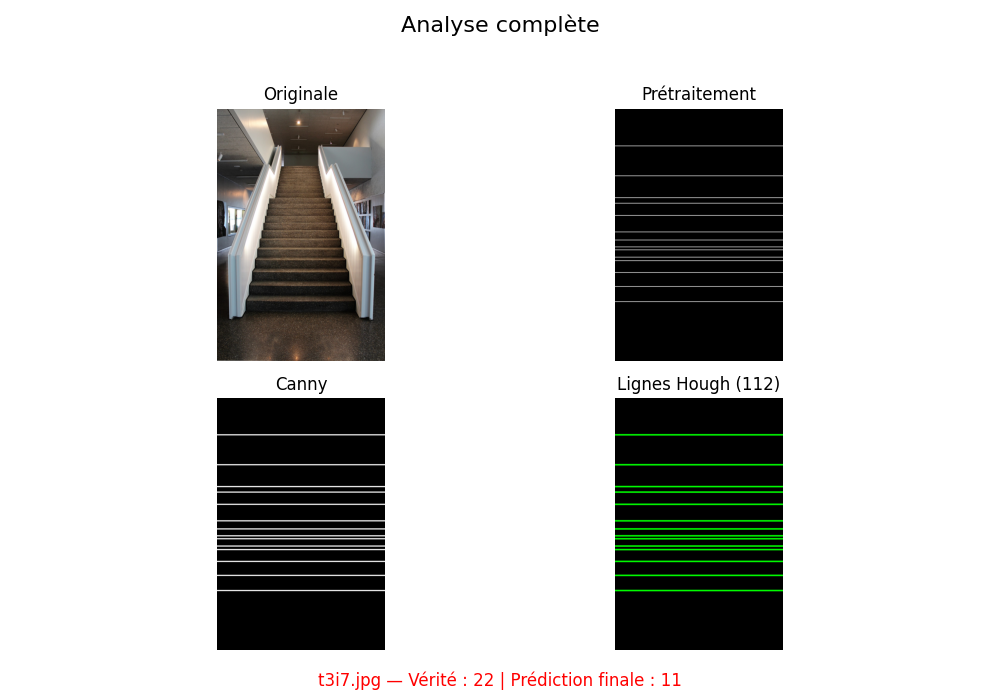 Analyse complète
Originale
Prétraitement
Canny
Lignes Hough (112)
t3i7.jpg — Vérité : 22 | Prédiction finale : 11